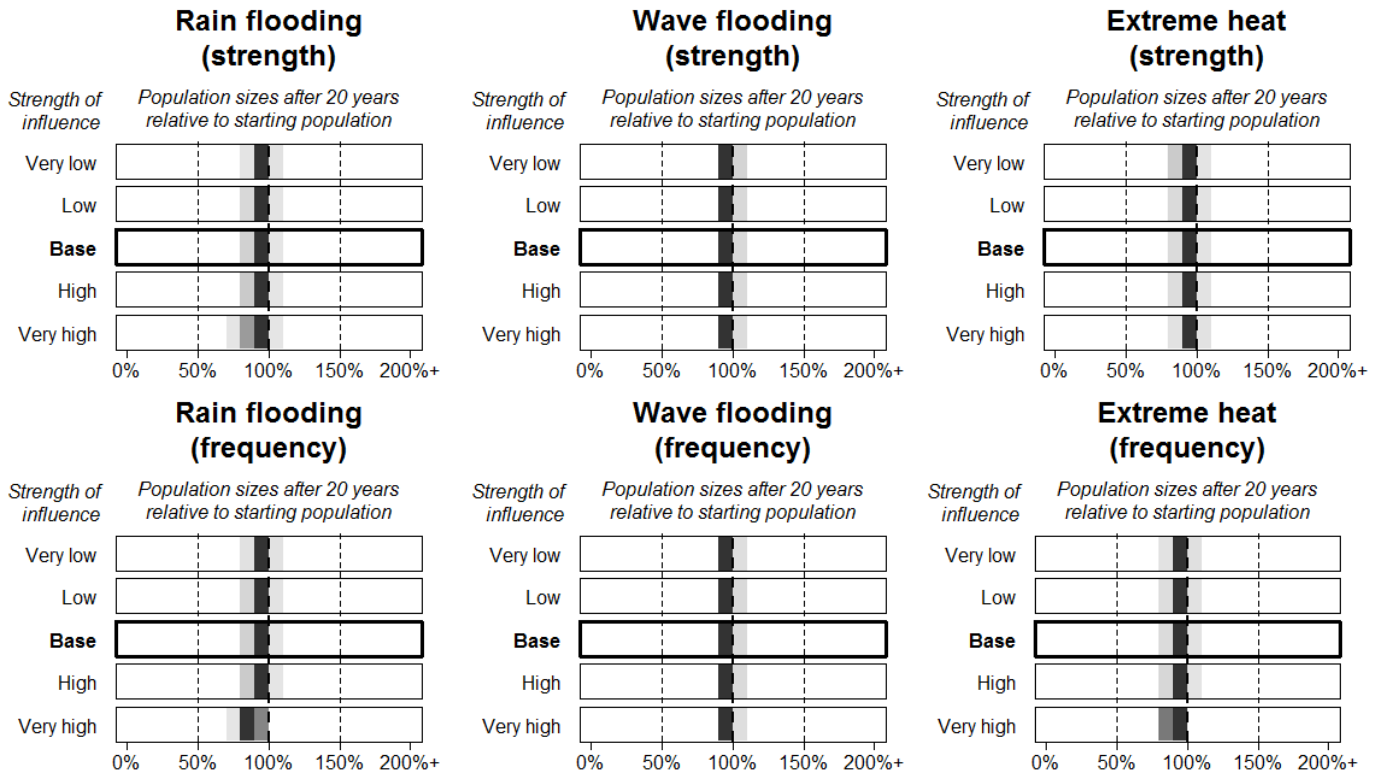 Rain flooding
(strength)
Strength of
influence
Population sizes after 20 years
relative to starting population
Very low
Low
Base
High
Very high
0% 50% 100% 150% 200%+
Wave flooding
(strength)
Strength of
influence
Population sizes after 20 years
relative to starting population
Very low
Low
Base
High
Very high
0% 50% 100% 150% 200%+
Extreme heat
(strength)
Strength of
influence
Population sizes after 20 years
relative to starting population
Very low
Low
Base
High
Very high
0% 50% 100% 150% 200%+
Rain flooding
(frequency)
Strength of
influence
Population sizes after 20 years
relative to starting population
Very low
Low
Base
High
Very high
0% 50% 100% 150% 200%+
Wave flooding
(frequency)
Strength of
influence
Population sizes after 20 years
relative to starting population
Very low
Low
Base
High
Very high
0% 50% 100% 150% 200%+
Extreme heat
(frequency)
Strength of
influence
Population sizes after 20 years
relative to starting population
Very low
Low
Base
High
Very high
0% 50% 100% 150% 200%+